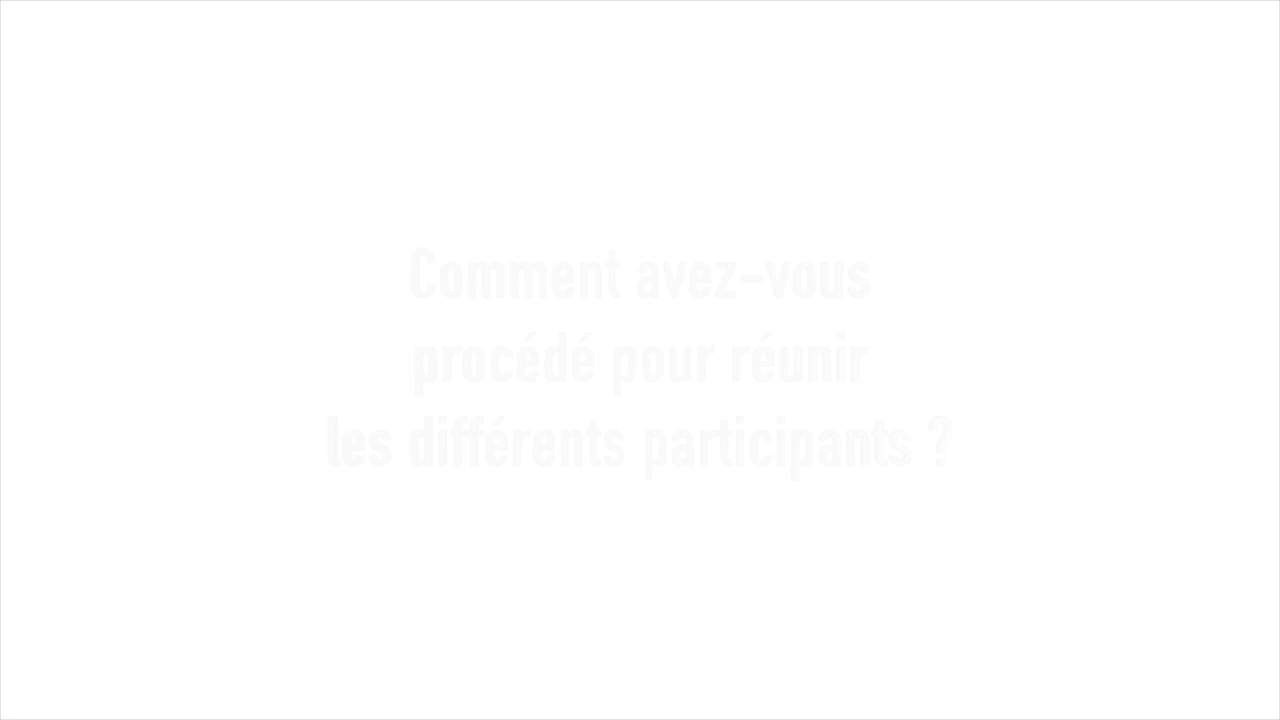 Comment avez-vous
procédé pour réunir
les différents participants ?